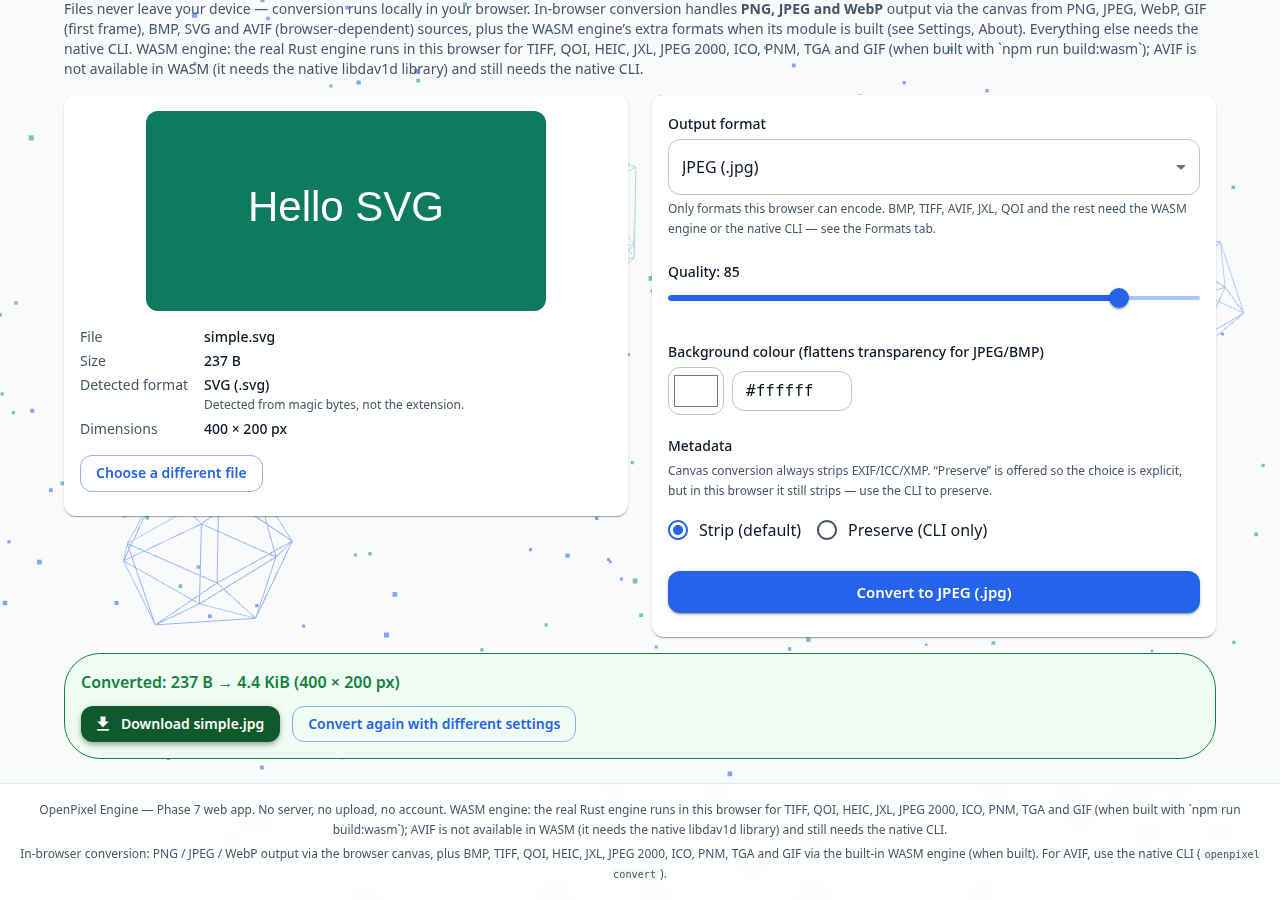 Files never leave your device — conversion runs locally in your browser. In-browser conversion handles PNG, JPEG and WebP output via the canvas from PNG, JPEG, WebP, GIF
(first frame), BMP, SVG and AVIF (browser-dependent) sources, plus the WASM engine's extra formats when its module is built (see Settings, About). Everything else needs the
native CLI. WASM engine: the real Rust engine runs in this browser for TIFF, QOI, HEIC, JXL, JPEG 2000, ICO, PNM, TGA and GIF (when built with `npm run build:wasm`); AVIF is
not available in WASM (it needs the native libdav1d library) and still needs the native CLI.
Hello SVG
File simple.svg
Size 237 B
Detected format SVG (.svg)
Detected from magic bytes, not the extension.
Dimensions 400 × 200 px
Choose a different file
Output format
JPEG (.jpg)
Only formats this browser can encode. BMP, TIFF, AVIF, JXL, QOI and the rest need the WASM
engine or the native CLI — see the Formats tab.
Quality: 85
Background colour (flattens transparency for JPEG/BMP)
#ffffff
Metadata
Canvas conversion always strips EXIF/ICC/XMP. “Preserve” is offered so the choice is explicit,
but in this browser it still strips — use the CLI to preserve.
Strip (default) Preserve (CLI only)
Convert to JPEG (.jpg)
Converted: 237 B → 4.4 KiB (400 × 200 px)
Download simple.jpg Convert again with different settings
OpenPixel Engine — Phase 7 web app. No server, no upload, no account. WASM engine: the real Rust engine runs in this browser for TIFF, QOI, HEIC, JXL, JPEG 2000, ICO, PNM, TGA and GIF (when built with `npm run
build:wasm`); AVIF is not available in WASM (it needs the native libdav1d library) and still needs the native CLI.
In-browser conversion: PNG / JPEG / WebP output via the browser canvas, plus BMP, TIFF, QOI, HEIC, JXL, JPEG 2000, ICO, PNM, TGA and GIF via the built-in WASM engine (when built). For AVIF, use the native CLI ( openpixel
convert ).